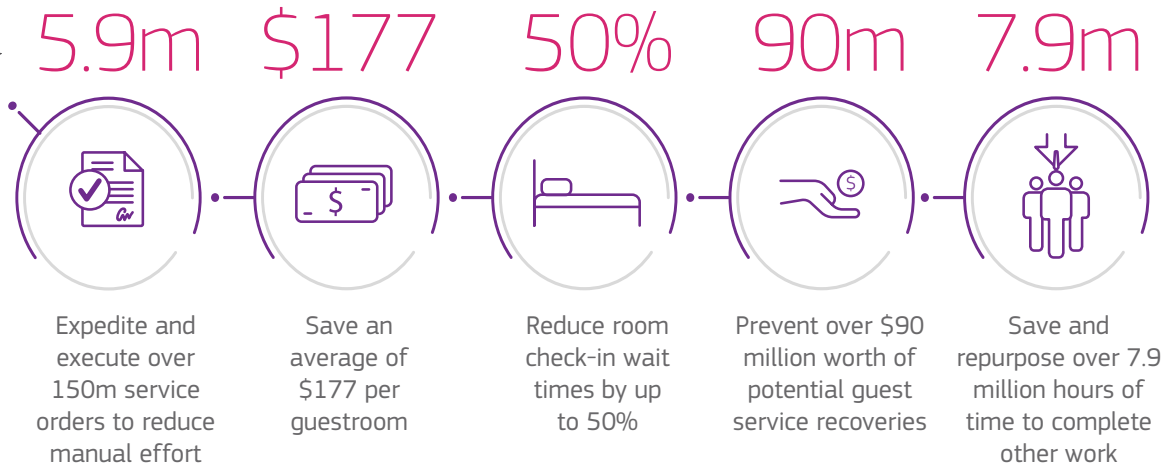 5.9m
$177
50%
90m
7.9m
$
$
Expedite and
execute over
150m service
orders to reduce
manual effort
Save an
average of
$177 per
guestroom
Reduce room
check-in wait
times by up
to 50%
Prevent over $90
million worth of
potential guest
service recoveries
Save and
repurpose over 7.9
million hours of
time to complete
other work